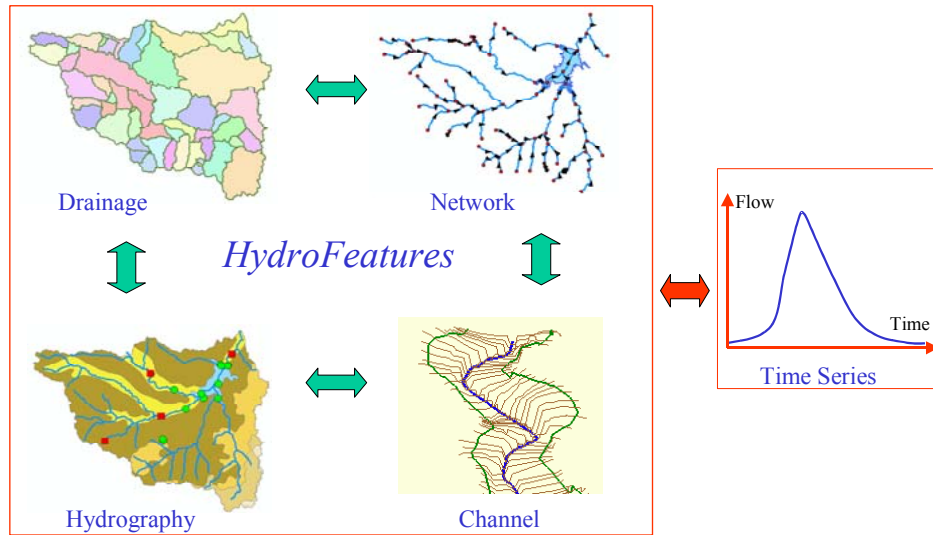 Drainage
Network
HydroFeatures
Hydrography
Channel
Flow
Time
Time Series